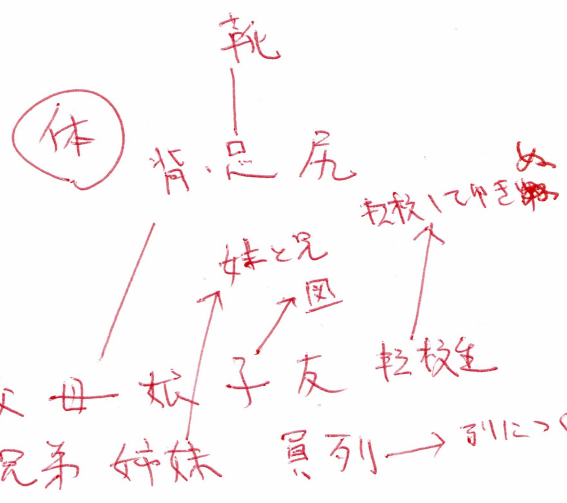 靴
体
背 足 尻
転校して中き
妹と兄
図
父 母 娘 子 友 転校生
兄弟 姉妹 員 列 列につく